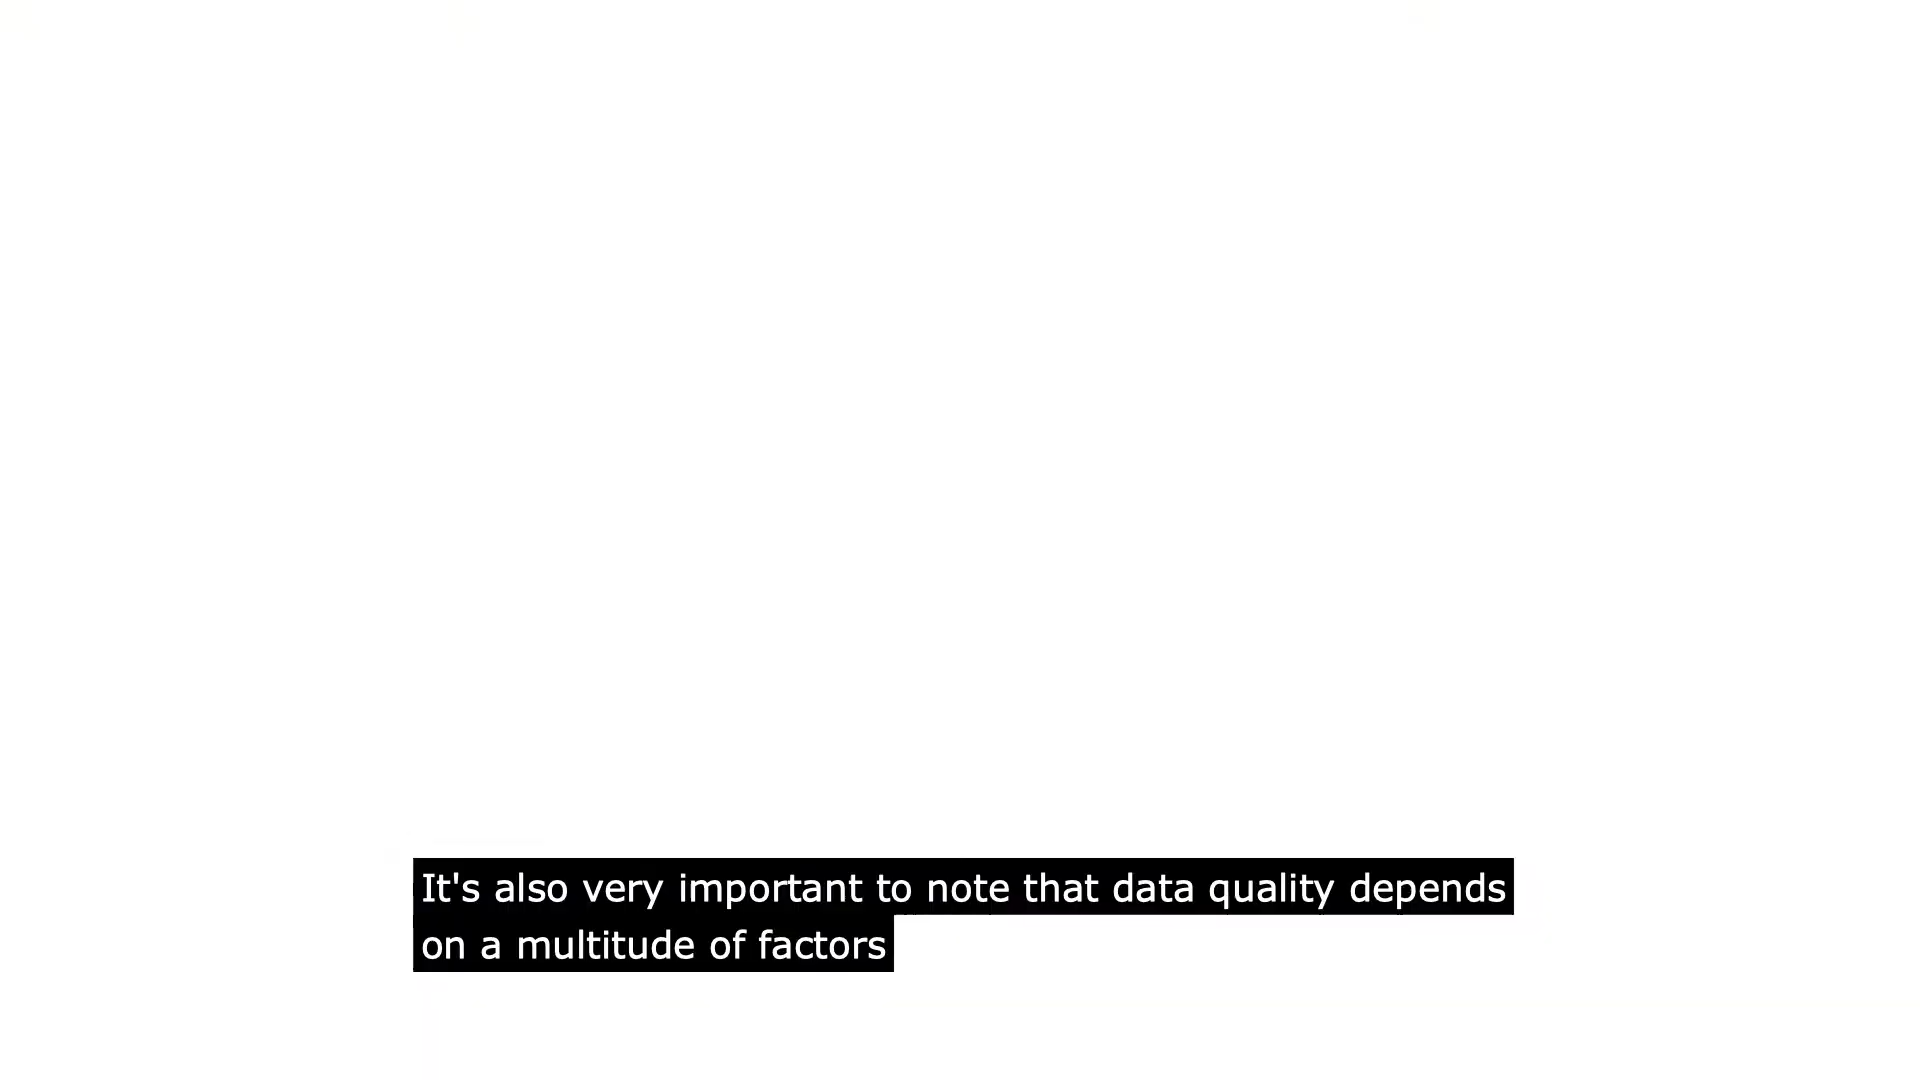 It's also very important to note that data quality depends
on a multitude of factors